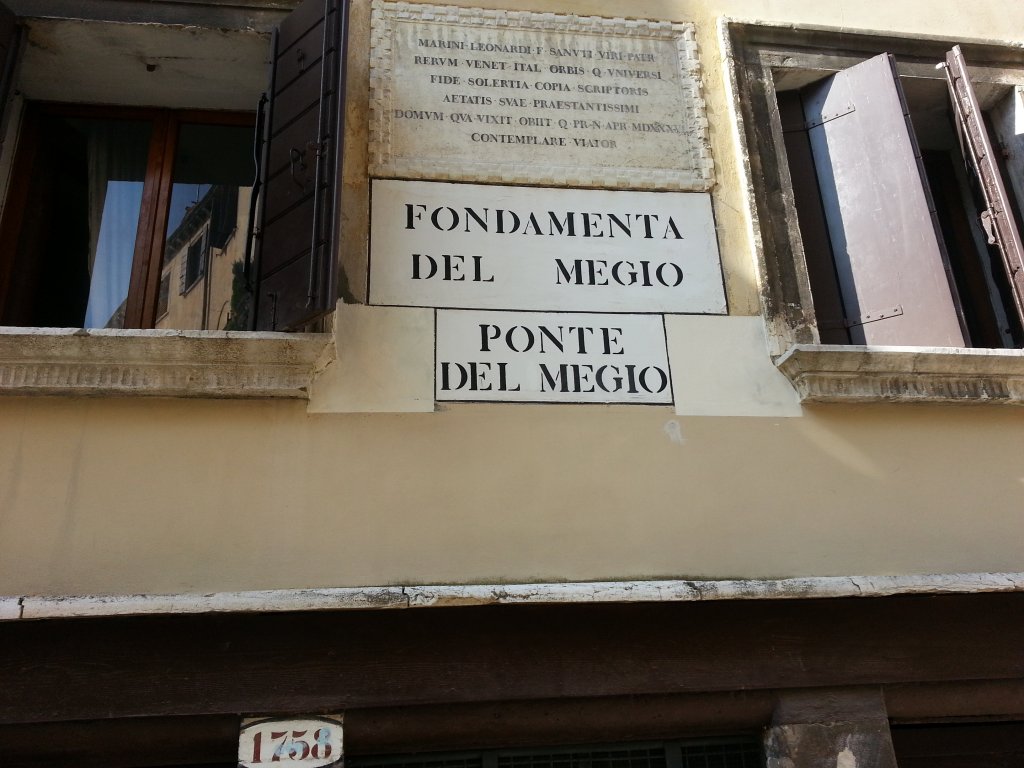 MARINI·LEONARDI·F·SANVTI·VIRI·PATR
RERVM·VENET·ITAL·ORBIS·Q·VNIVERSI
FIDE·SOLERTIA·COPIA·SCRIPTORIS
AETATIS·SVAE·PRAESTANTISSIMI
DOMVM·QVA·VIXIT·OBIIT·Q·PR·N·APR
CONTEMPLARE·VIATOR
FONDAMENTA
DEL MEGIO
PONTE
DEL MEGIO
1758